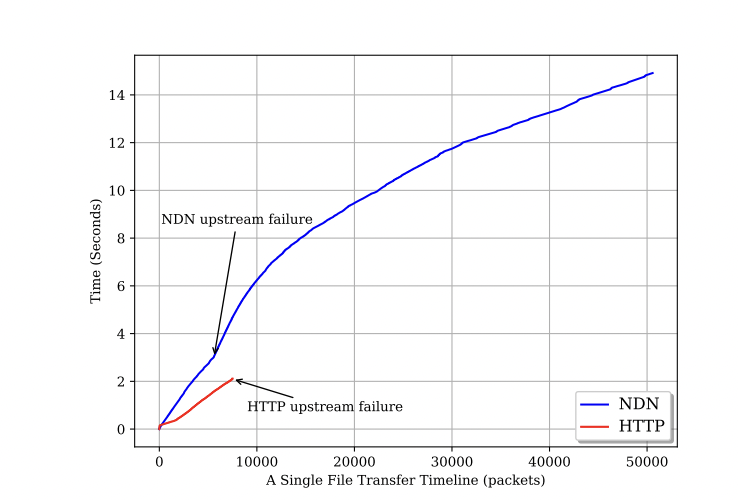 14
12
10
8
6
4
2
0
Time (Seconds)
NDN upstream failure
HTTP upstream failure
NDN
HTTP
0
10000
20000
30000
40000
50000
A Single File Transfer Timeline (packets)